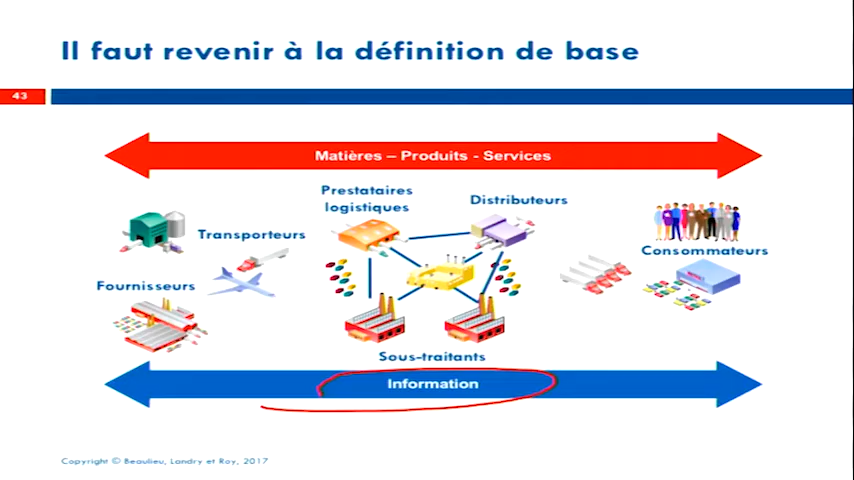 Il faut revenir à la définition de base
43
Matières – Produits - Services
Prestataires
logistiques
Distributeurs
Transporteurs
Consommateurs
Fournisseurs
Sous-traitants
Information
Copyright © Beaulieu, Landry et Roy, 2017